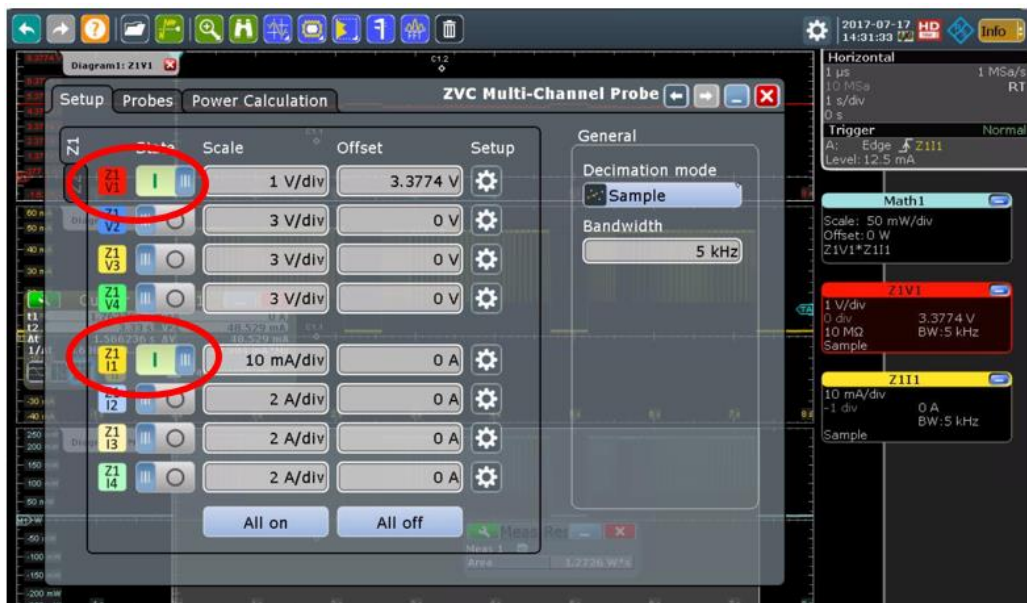 2017-07-17 HD
14:31:33 Info
Diagram1: Z1V1
Setup Probes Power Calculation ZVC Multi-Channel Probe
Z1 State Scale Offset Setup
Z1 V1 1 V/div 3.3774 V
Z1 V2 3 V/div 0 V
Z1 V3 3 V/div 0 V
Z1 V4 3 V/div 0 V
Z1 I1 10 mA/div 0 A
Z1 I2 2 A/div 0 A
Z1 I3 2 A/div 0 A
Z1 I4 2 A/div 0 A
All on All off
General
Decimation mode
Sample
Bandwidth
5 kHz
Horizontal
1 µs 1 MSa/s
10 MSa RT
1 s/div
0 s
Trigger Normal
A: Edge Z1I1
Level: 12.5 mA
Math1
Scale: 50 mW/div
Offset: 0 W
Z1V1*Z1I1
Z1V1
1 V/div
0 div 3.3774 V
10 MΩ BW:5 kHz
Sample
Z1I1
10 mA/div
-1 div 0 A
BW:5 kHz
Sample
Meas 1
Area 1.2726 W*s
-50
-100
-150
-200 mW